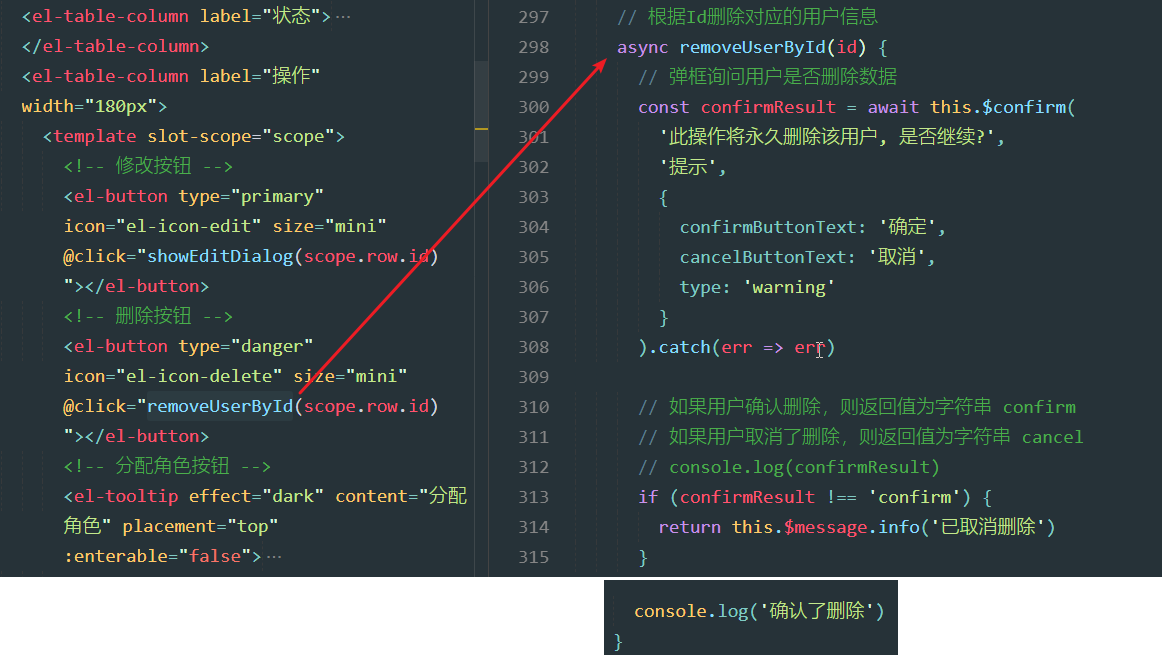 <el-table-column label="状态">…
</el-table-column>
<el-table-column label="操作"
width="180px">
<template slot-scope="scope">
<!-- 修改按钮 -->
<el-button type="primary"
icon="el-icon-edit" size="mini"
@click="showEditDialog(scope.row.id)
"></el-button>
<!-- 删除按钮 -->
<el-button type="danger"
icon="el-icon-delete" size="mini"
@click="removeUserById(scope.row.id)
"></el-button>
<!-- 分配角色按钮 -->
<el-tooltip effect="dark" content="分配
角色" placement="top"
:enterable="false">…
297 // 根据Id删除对应的用户信息
298 async removeUserById(id) {
299 // 弹框询问用户是否删除数据
300 const confirmResult = await this.$confirm(
301 '此操作将永久删除该用户, 是否继续?',
302 '提示',
303 {
304 confirmButtonText: '确定',
305 cancelButtonText: '取消',
306 type: 'warning'
307 }
308 ).catch(err => err)
309
310 // 如果用户确认删除，则返回值为字符串 confirm
311 // 如果用户取消了删除，则返回值为字符串 cancel
312 // console.log(confirmResult)
313 if (confirmResult !== 'confirm') {
314 return this.$message.info('已取消删除')
315 }
console.log('确认了删除')
}